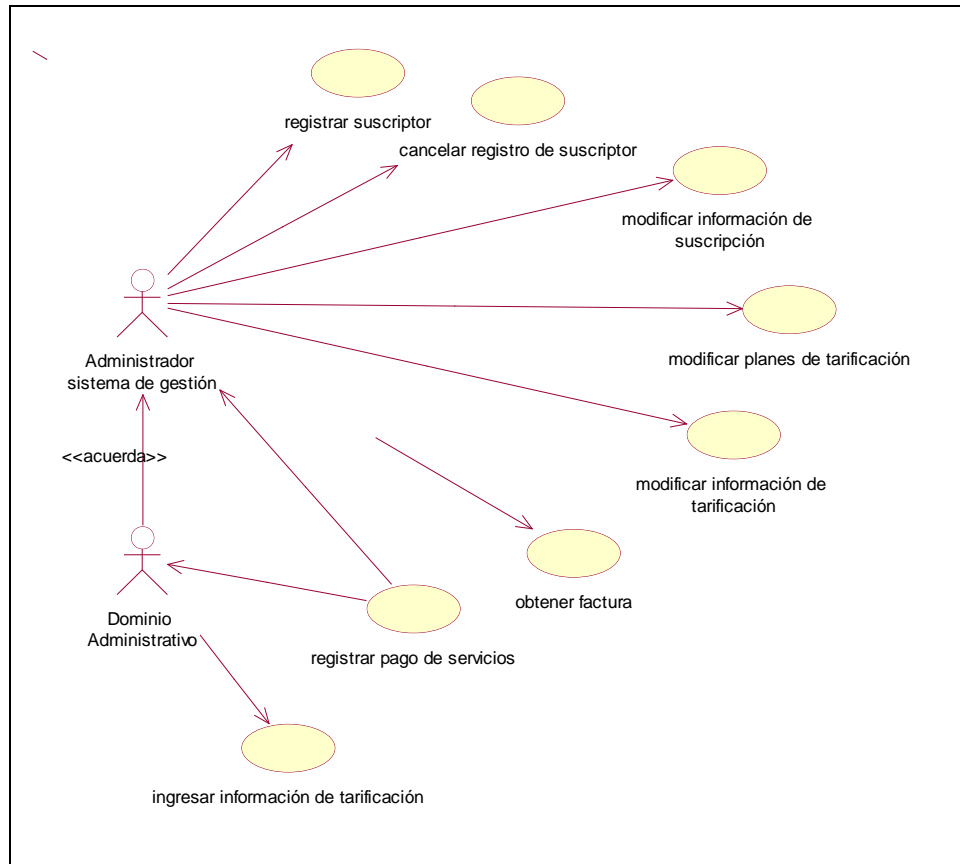 registrar suscriptor
cancelar registro de suscriptor
modificar información de
suscripción
modificar planes de tarificación
Administrador
sistema de gestión
<<acuerda>>
modificar información de
tarificación
obtener factura
Dominio
Administrativo
registrar pago de servicios
ingresar información de tarificación